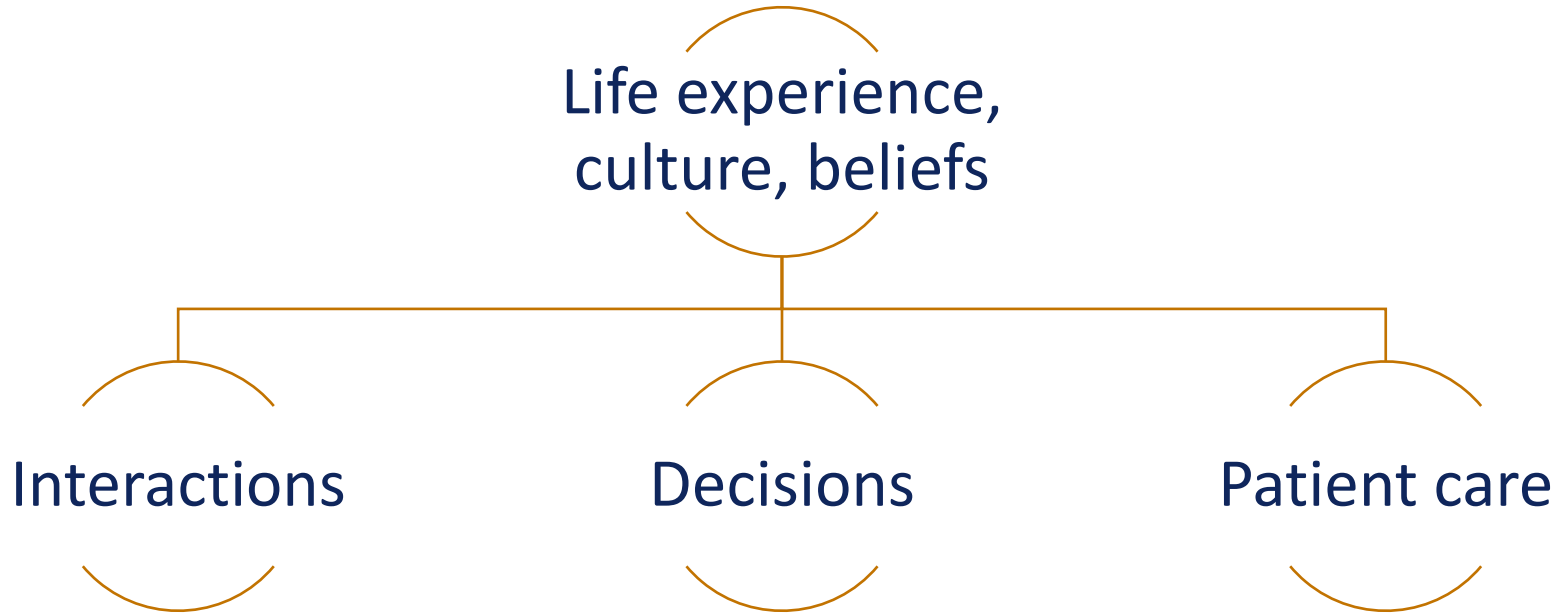 Life experience,
culture, beliefs
Interactions
Decisions
Patient care